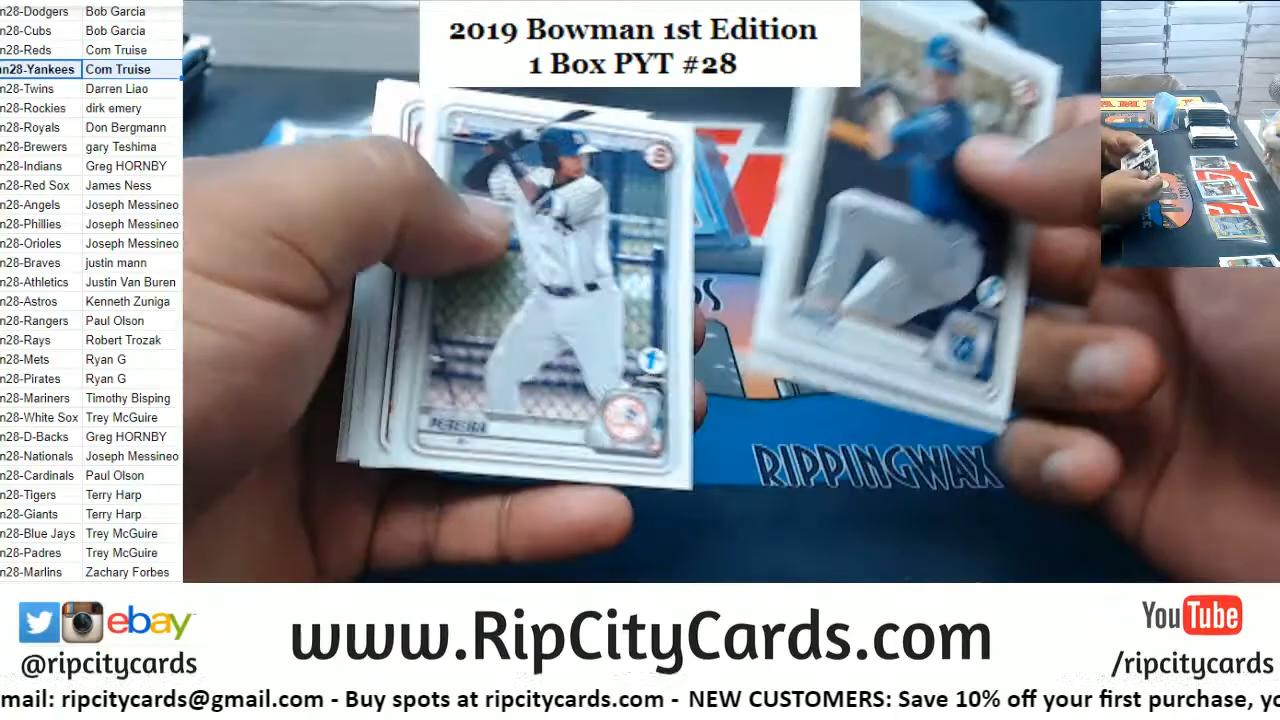 n28-Dodgers Bob Garcia
n28-Cubs Bob Garcia
n28-Reds Com Truise
an28-Yankees Com Truise
n28-Twins Darren Liao
n28-Rockies dirk emery
n28-Royals Don Bergmann
n28-Brewers gary Teshima
n28-Indians Greg HORNBY
n28-Red Sox James Ness
n28-Angels Joseph Messineo
n28-Phillies Joseph Messineo
n28-Orioles Joseph Messineo
n28-Braves justin mann
n28-Athletics Justin Van Buren
n28-Astros Kenneth Zuniga
n28-Rangers Paul Olson
n28-Rays Robert Trozak
n28-Mets Ryan G
n28-Pirates Ryan G
n28-Mariners Timothy Bisping
n28-White Sox Trey McGuire
n28-D-Backs Greg HORNBY
n28-Nationals Joseph Messineo
n28-Cardinals Paul Olson
n28-Tigers Terry Harp
n28-Giants Terry Harp
n28-Blue Jays Trey McGuire
n28-Padres Trey McGuire
n28-Marlins Zachary Forbes
2019 Bowman 1st Edition
1 Box PYT #28
PEREIRA
RIPPINGWAX
ebay
@ripcitycards
www.RipCityCards.com
YouTube
/ripcitycards
mail: ripcitycards@gmail.com - Buy spots at ripcitycards.com - NEW CUSTOMERS: Save 10% off your first purchase, yo